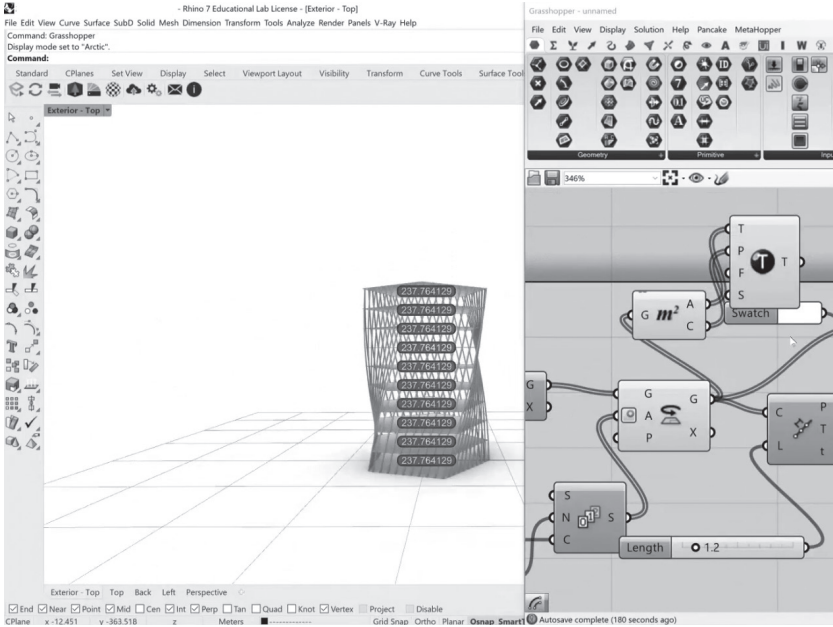 - Rhino 7 Educational Lab License - [Exterior - Top]
File Edit View Curve Surface SubD Solid Mesh Dimension Transform Tools Analyze Render Panels V-Ray Help
Command: Grasshopper
Display mode set to "Arctic".
Command:
Standard CPlanes Set View Display Select Viewport Layout Visibility Transform Curve Tools Surface Tool
Exterior - Top
237.764129
237.764129
237.764129
237.764129
237.764129
237.764129
237.764129
237.764129
237.764129
237.764129
Exterior - Top Top Back Left Perspective
End Near Point Mid Cen Int Perp Tan Quad Knot Vertex Project Disable
CPlane x -12.451 y -363.518 z Meters Grid Snap Ortho Planar Osnap SmartT
Grasshopper - unnamed
File Edit View Display Solution Help Pancake MetaHopper
Geometry Primitive Inpu
346%
T
P
F
S
T T
G m² A
C
Swatch
G
X
G
A
P
G
X
C
L
P
T
t
S
N
C
S
Length 1.2
Autosave complete (180 seconds ago)